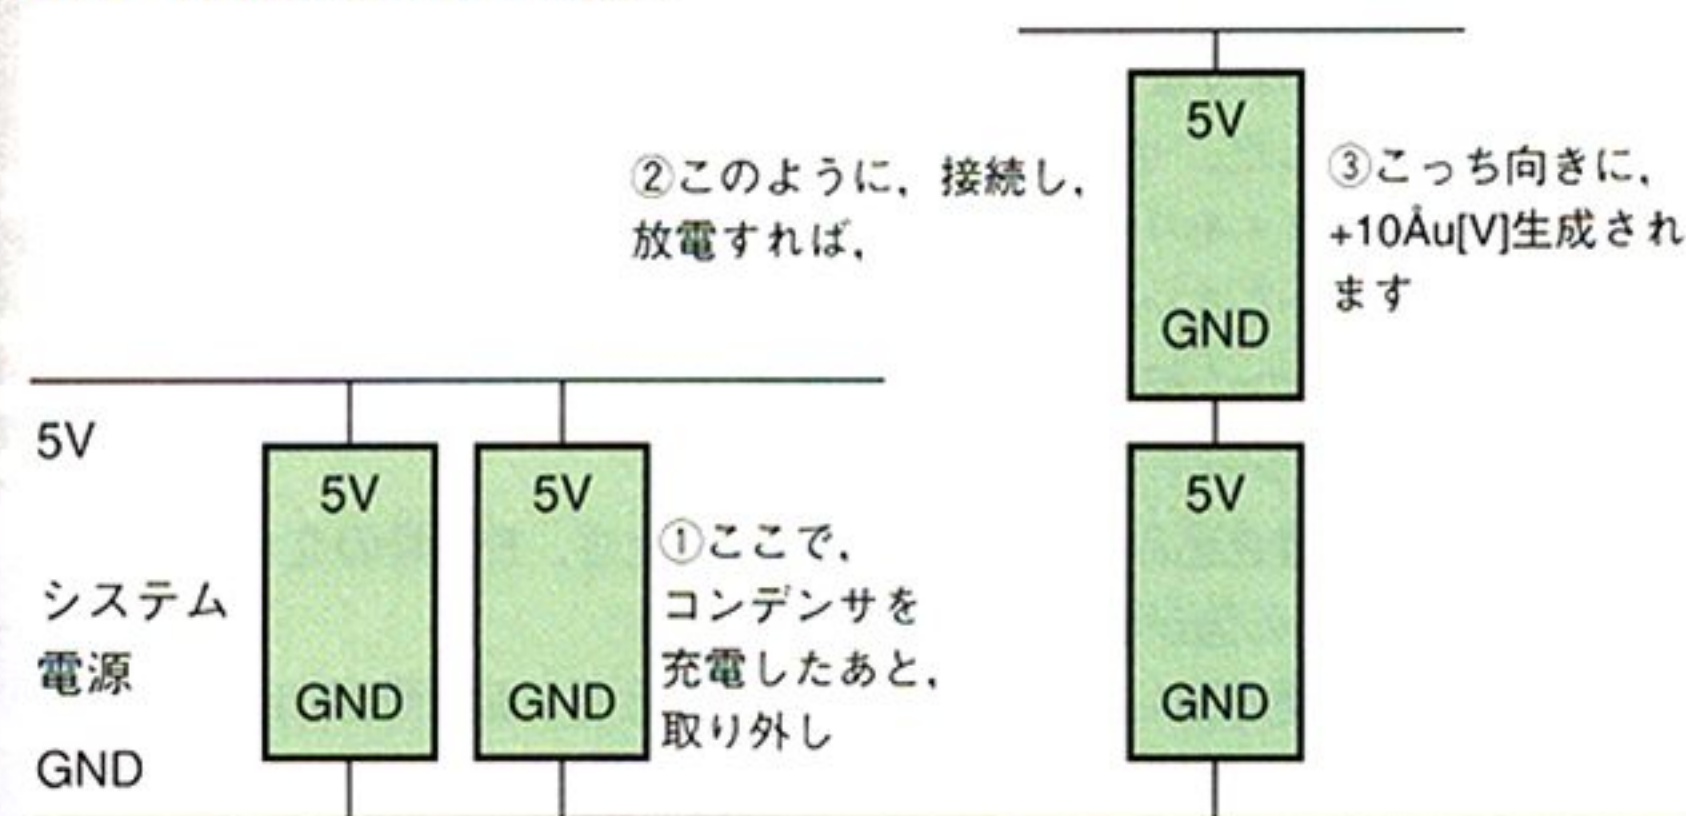 5V
②このように，接続し，
放電すれば，
③こっち向きに，
+10Åu[V]生成され
ます
GND
5V
5V
5V
5V
①ここで，
コンデンサを
充電したあと，
取り外し
システム
電源
GND
GND
GND
GND